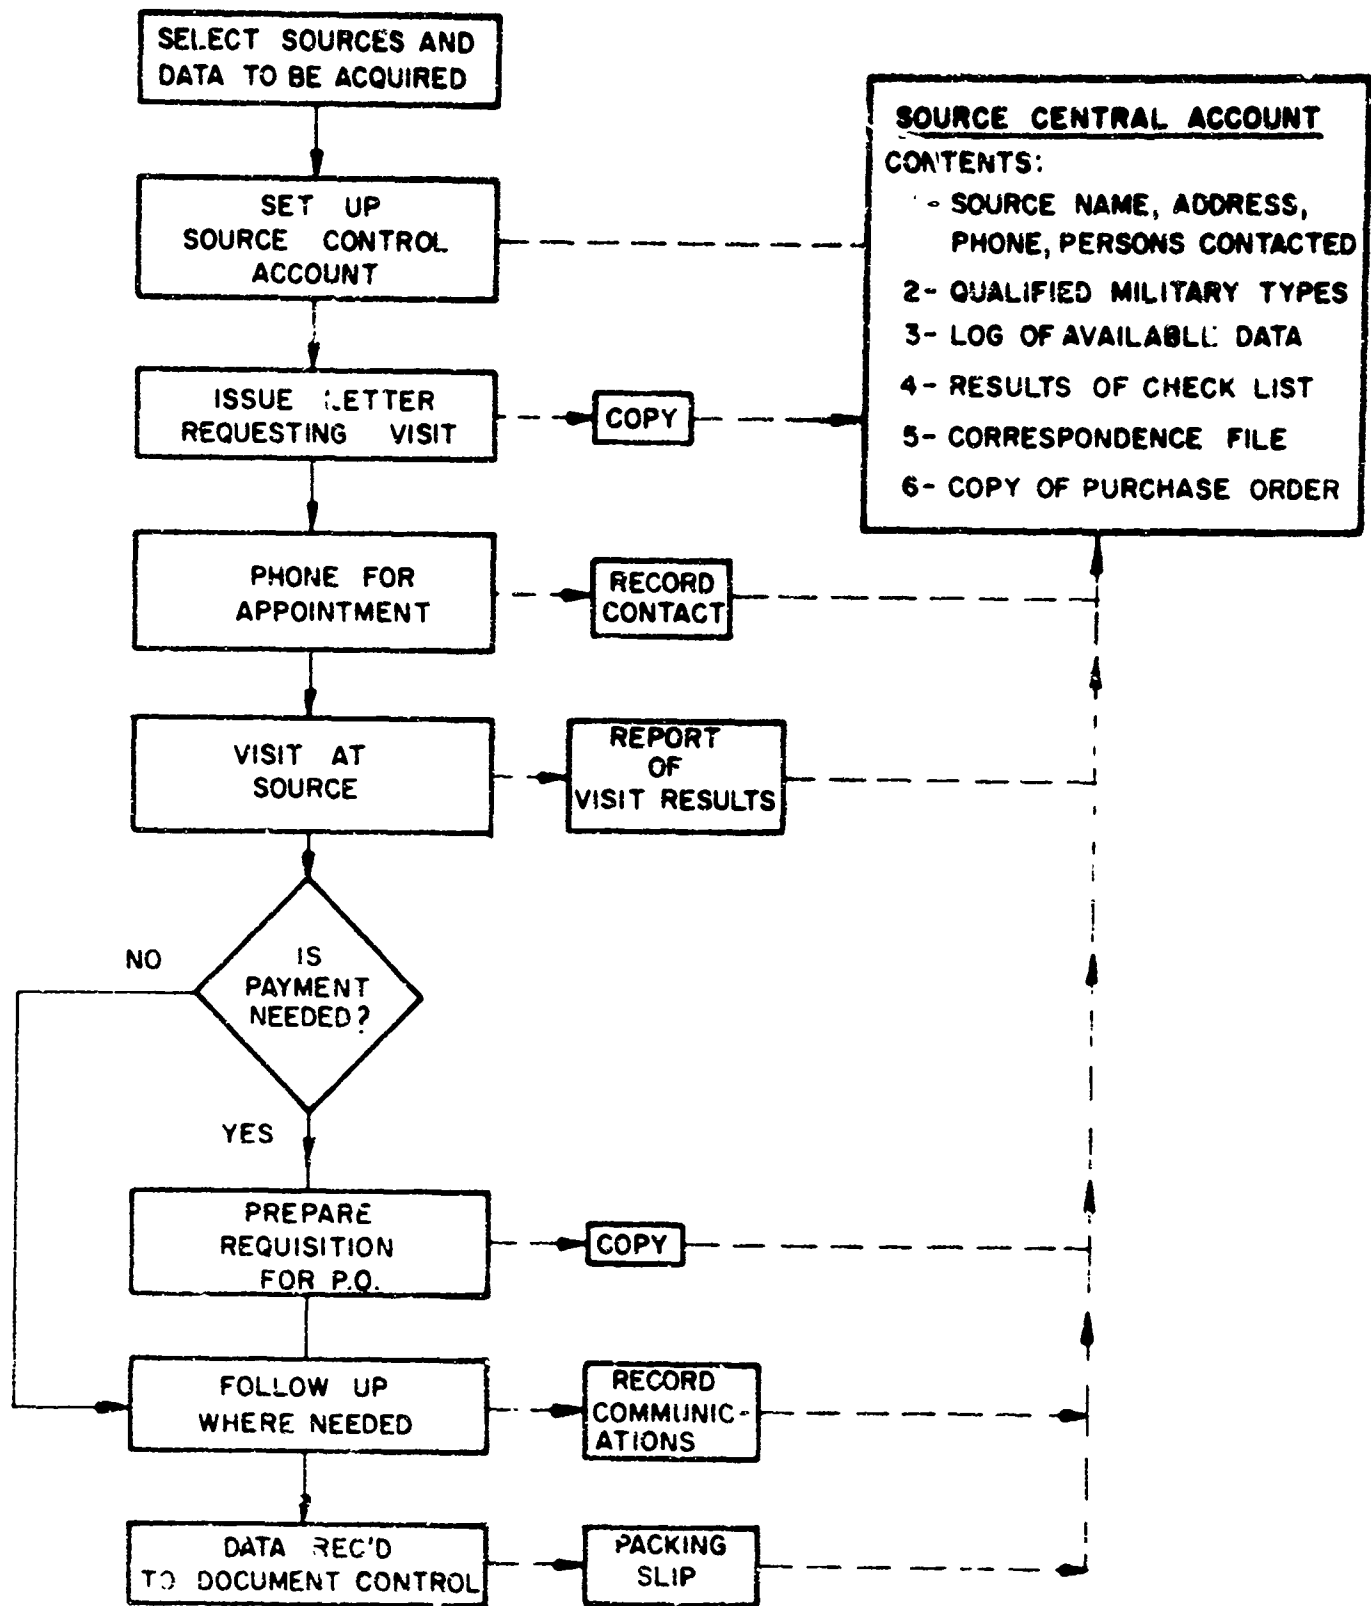 SELECT SOURCES AND
DATA TO BE ACQUIRED
SET UP
SOURCE CONTROL
ACCOUNT
ISSUE LETTER
REQUESTING VISIT
COPY
PHONE FOR
APPOINTMENT
RECORD
CONTACT
VISIT AT
SOURCE
REPORT
OF
VISIT RESULTS
IS
PAYMENT
NEEDED?
NO
YES
PREPARE
REQUISITION
FOR P.O.
COPY
FOLLOW UP
WHERE NEEDED
RECORD
COMMUNIC-
ATIONS
DATA REC'D
TO DOCUMENT CONTROL
PACKING
SLIP
SOURCE CENTRAL ACCOUNT
CONTENTS:
- SOURCE NAME, ADDRESS,
PHONE, PERSONS CONTACTED
2- QUALIFIED MILITARY TYPES
3- LOG OF AVAILABLE DATA
4- RESULTS OF CHECK LIST
5- CORRESPONDENCE FILE
6- COPY OF PURCHASE ORDER